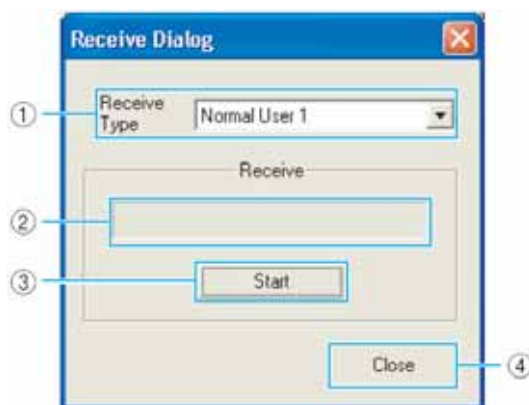 Receive Dialog
① Receive Type Normal User 1
Receive
②
③ Start
Close ④